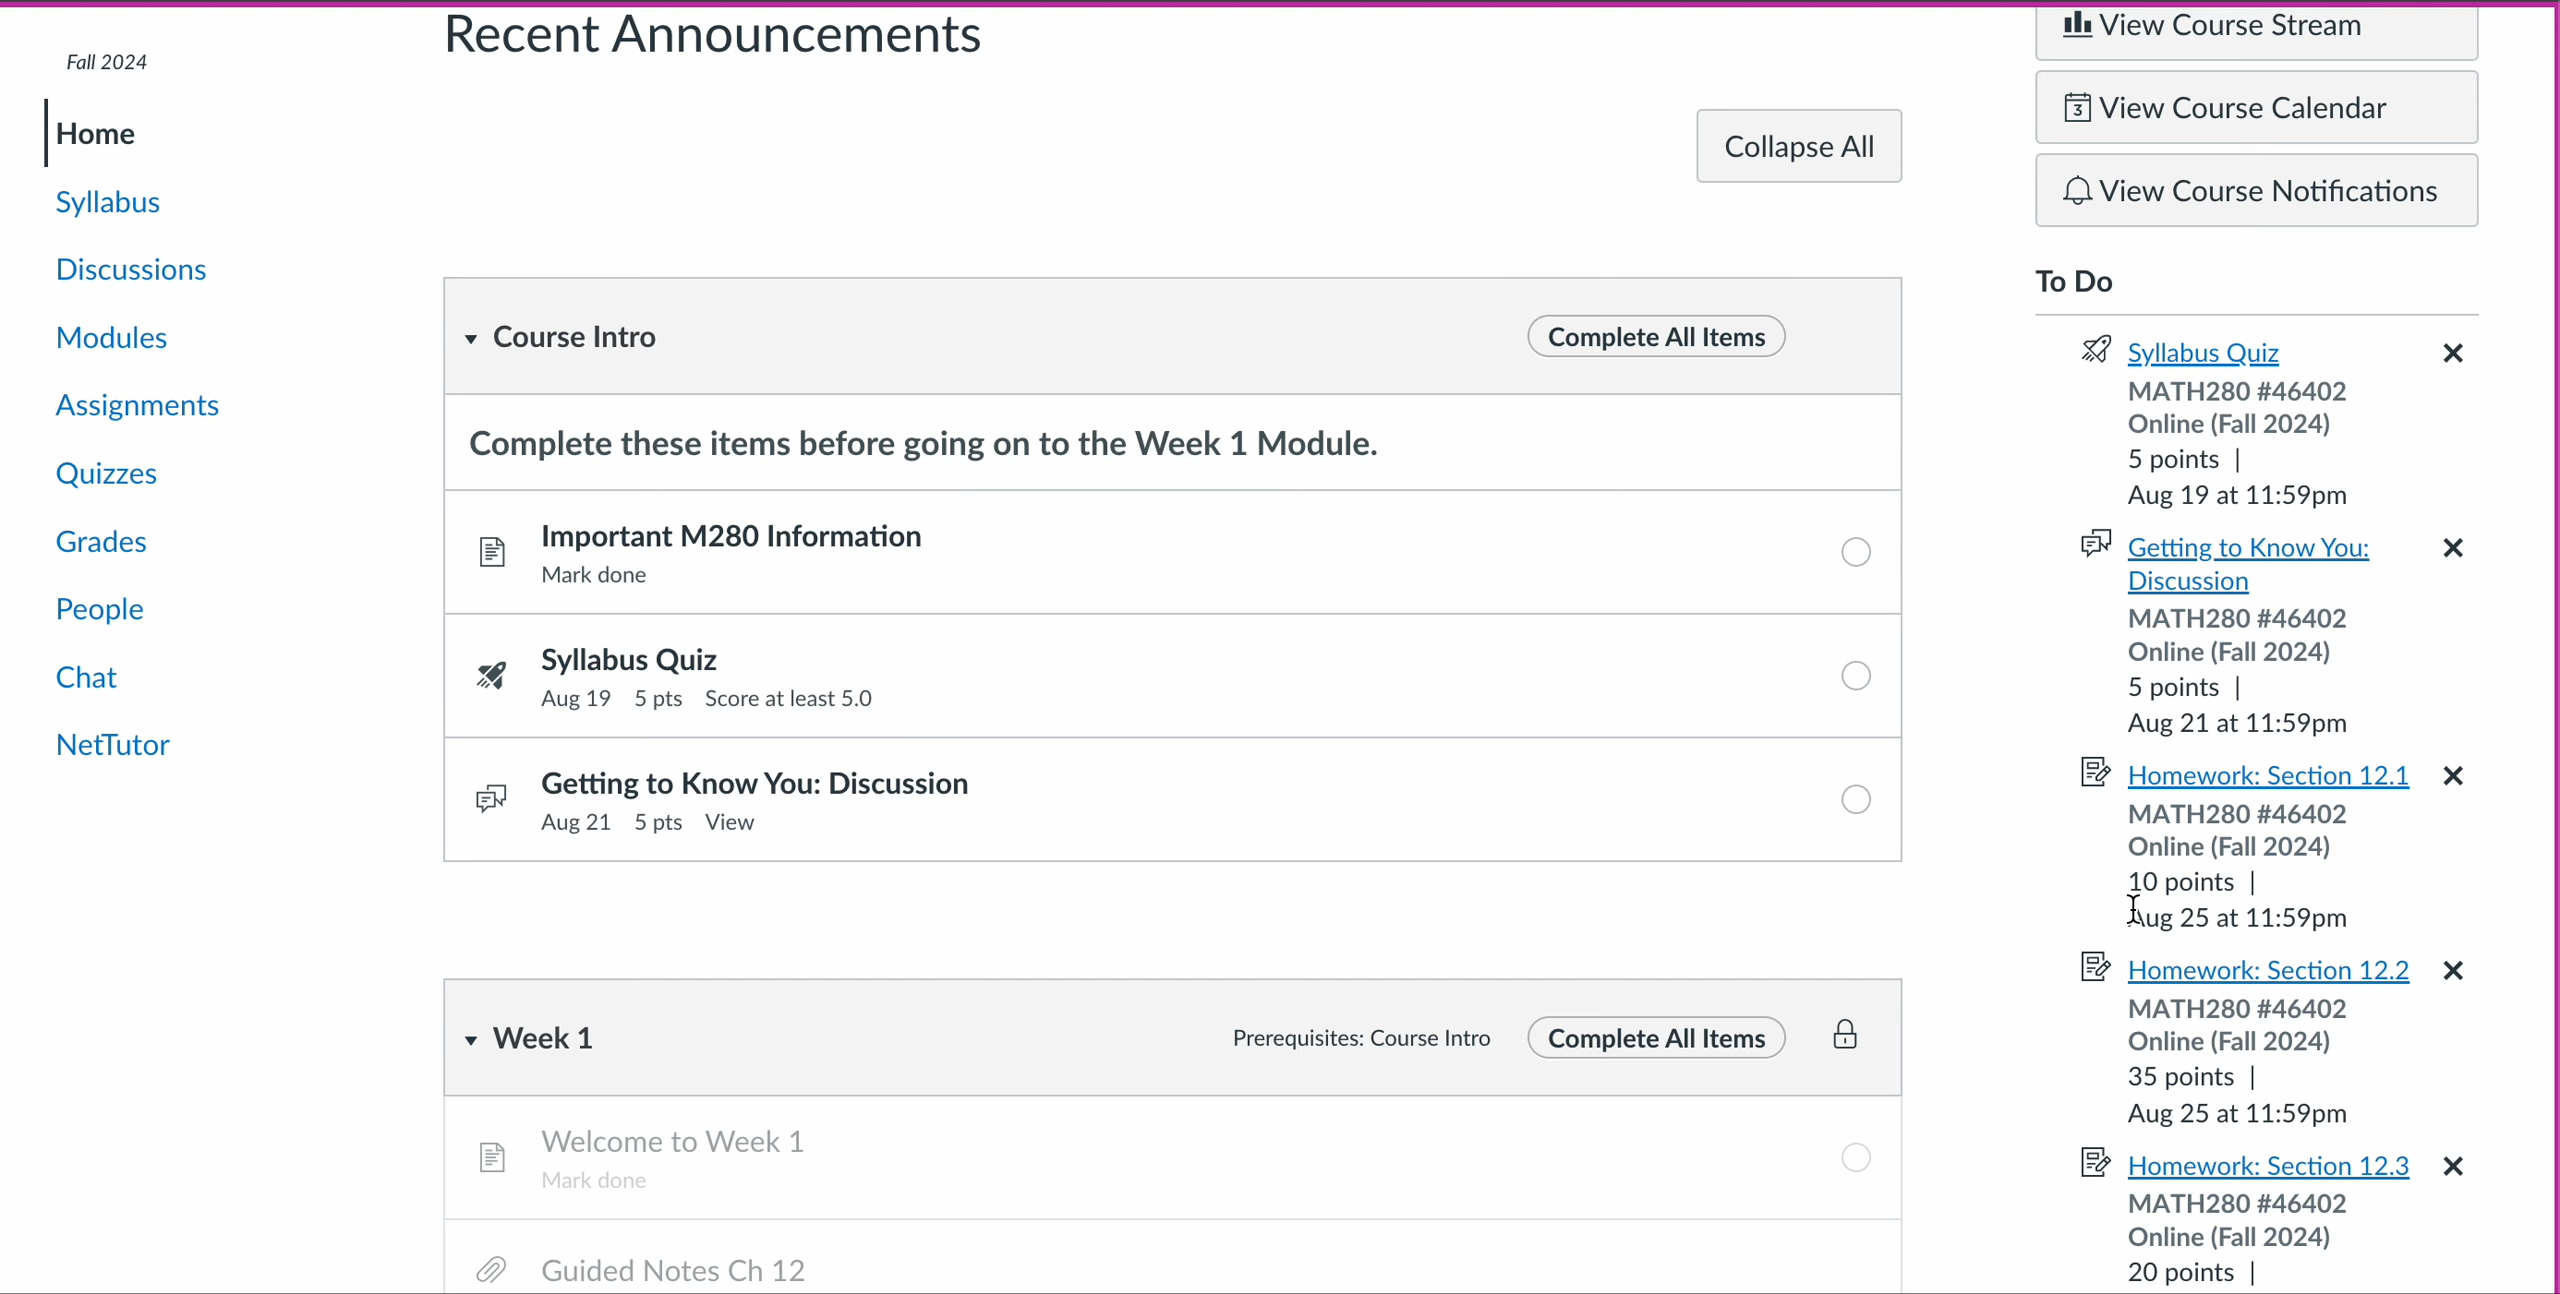 Fall 2024
Home
Syllabus
Discussions
Modules
Assignments
Quizzes
Grades
People
Chat
NetTutor
Recent Announcements
Collapse All
Course Intro
Complete All Items
Complete these items before going on to the Week 1 Module.
Important M280 Information
Mark done
Syllabus Quiz
Aug 19 5 pts Score at least 5.0
Getting to Know You: Discussion
Aug 21 5 pts View
Week 1
Prerequisites: Course Intro
Complete All Items
Welcome to Week 1
Mark done
Guided Notes Ch 12
View Course Stream
3 View Course Calendar
View Course Notifications
To Do
Syllabus Quiz
MATH280 #46402
Online (Fall 2024)
5 points |
Aug 19 at 11:59pm
Getting to Know You:
Discussion
MATH280 #46402
Online (Fall 2024)
5 points |
Aug 21 at 11:59pm
Homework: Section 12.1
MATH280 #46402
Online (Fall 2024)
10 points |
Aug 25 at 11:59pm
Homework: Section 12.2
MATH280 #46402
Online (Fall 2024)
35 points |
Aug 25 at 11:59pm
Homework: Section 12.3
MATH280 #46402
Online (Fall 2024)
20 points |